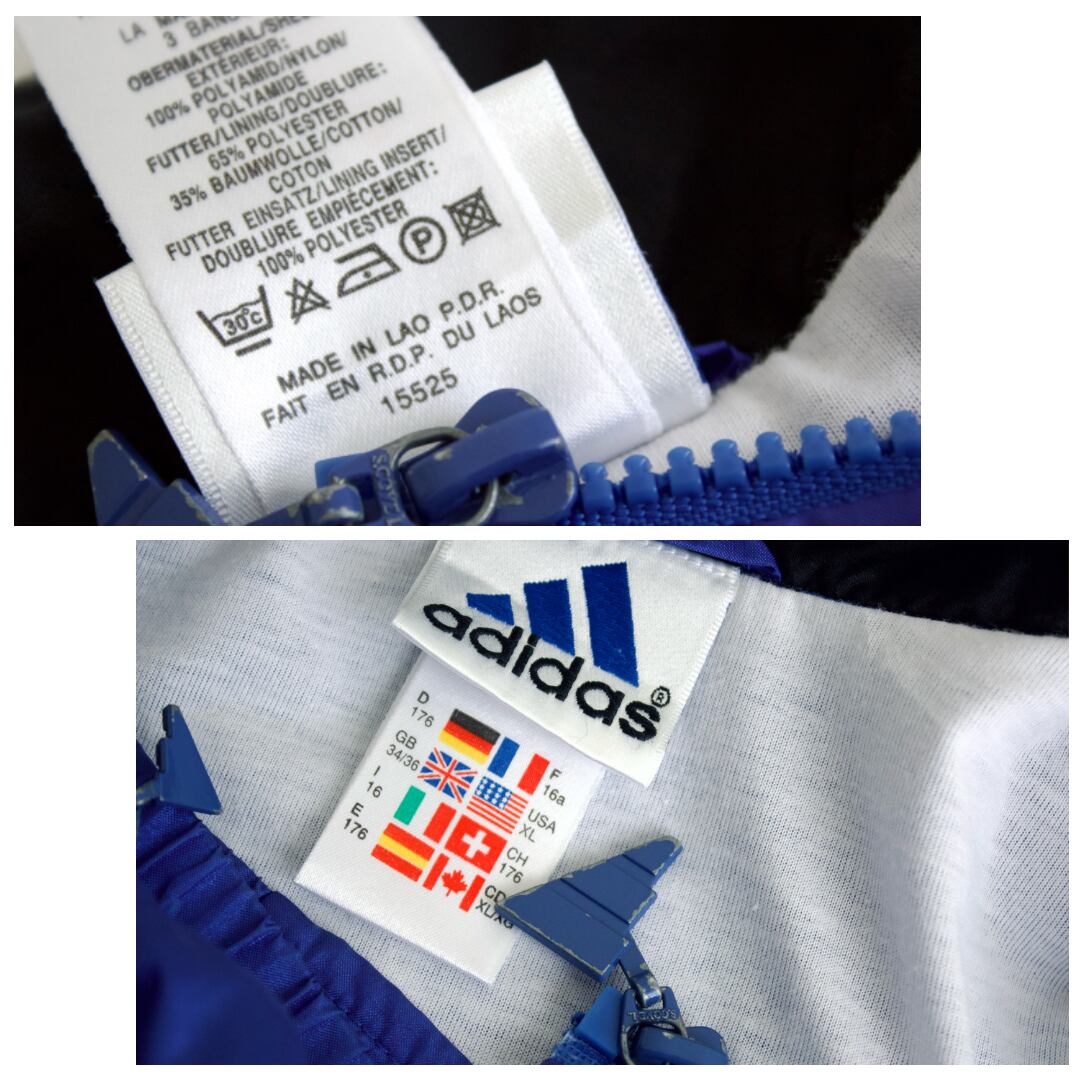 LA
3
OBERMATERIAL/
EXTÉRIEUR:
100% POLYAMID/NYLON/
POLYAMIDE
FUTTER/LINING/DOUBLURE:
65% POLYESTER
35% BAUMWOLLE/COTTON/
COTON
FUTTER EINSATZ/LINING INSERT/
DOUBLURE EMPIÈCEMENT:
100% POLYESTER
30°C
P
MADE IN LAO P.D.R.
FAIT EN R.D.P. DU LAOS
15525
adidas®
D
176
F
16a
GB
34/36
USA
XL
I
16
CH
176
E
176
CD